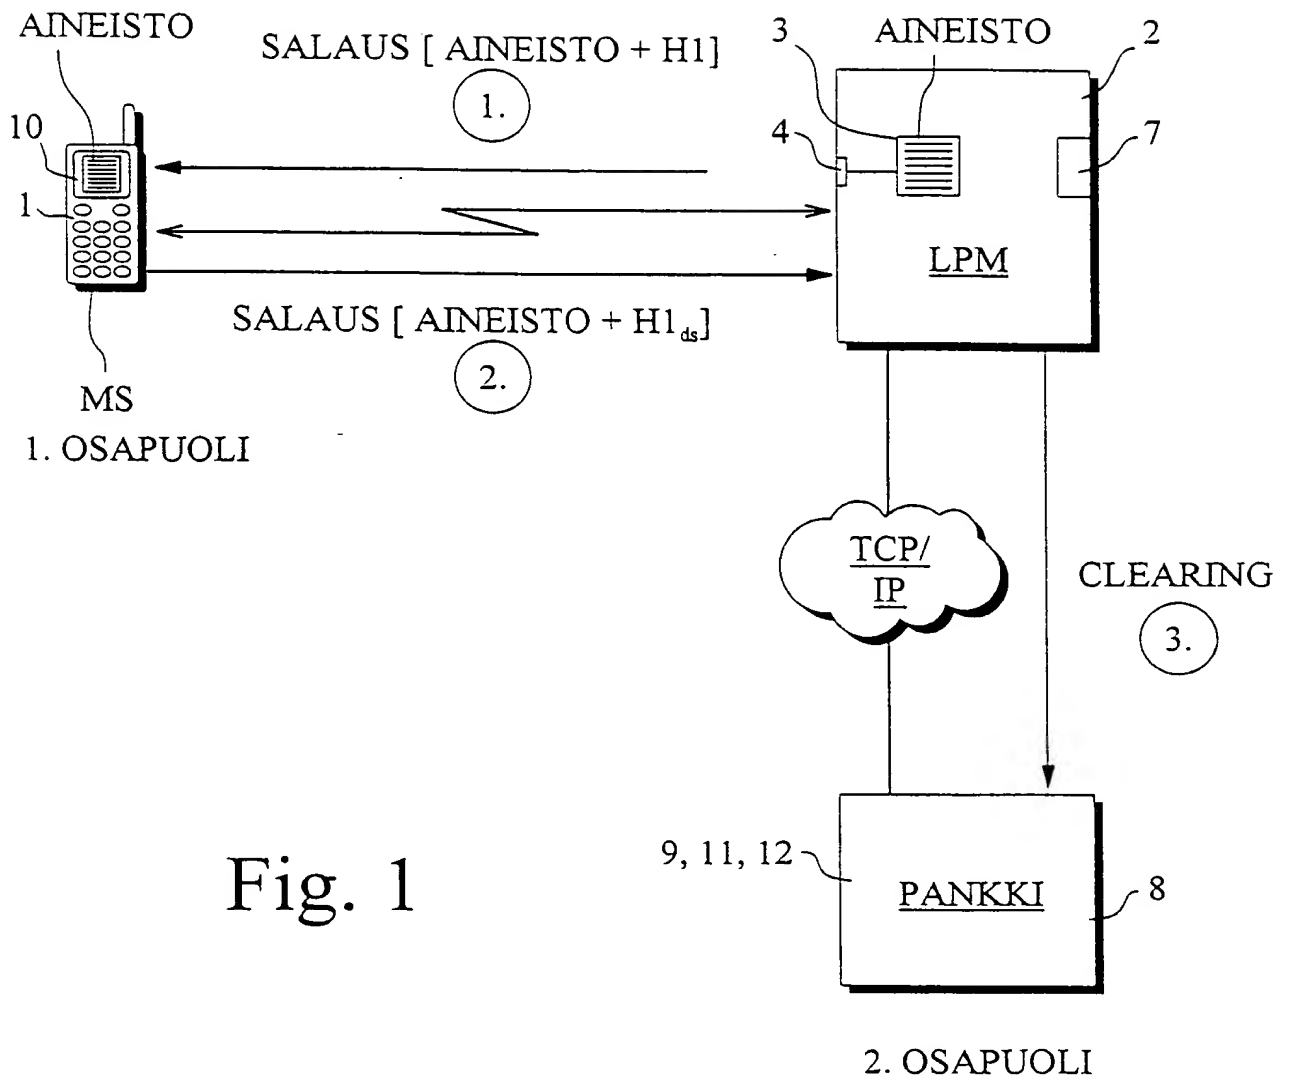 AINEISTO
SALAUS [ AINEISTO + H1]
1.
3
AINEISTO
2
10
4
7
1
LPM
SALAUS [ AINEISTO + H1ds]
2.
MS
1. OSAPUOLI
TCP/
IP
CLEARING
3.
9, 11, 12
PANKKI
8
Fig. 1
2. OSAPUOLI